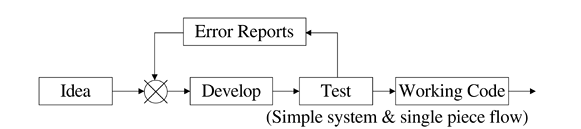 Error Reports
Idea
Develop
Test
Working Code
(Simple system & single piece flow)